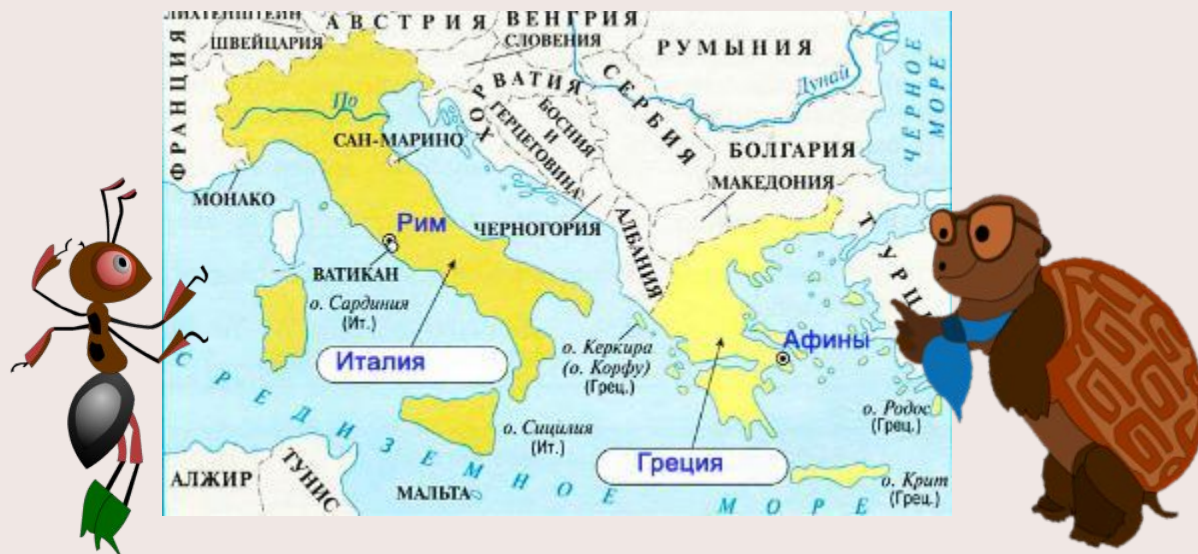 ЛИХТЕНШТЕЙН
АВСТРИЯ
ВЕНГРИЯ
ШВЕЙЦАРИЯ
СЛОВЕНИЯ
РУМЫНИЯ
ФРАНЦИЯ
ХОРВАТИЯ
СЕРБИЯ
Дунай
ЧЁРНОЕ
МОРЕ
По
БОСНИЯ
И
ГЕРЦЕГОВИНА
САН-МАРИНО
БОЛГАРИЯ
МОНАКО
МАКЕДОНИЯ
Рим
ЧЕРНОГОРИЯ
АЛБАНИЯ
ВАТИКАН
о. Сардиния
(Ит.)
Италия
о. Керкира
(о. Корфу)
(Грец.)
Афины
о. Родос
(Грец.)
о. Сицилия
(Ит.)
Греция
СРЕДИЗЕМНОЕ МОРЕ
АЛЖИР
ТУНИС
МАЛЬТА
о. Крит
(Грец.)